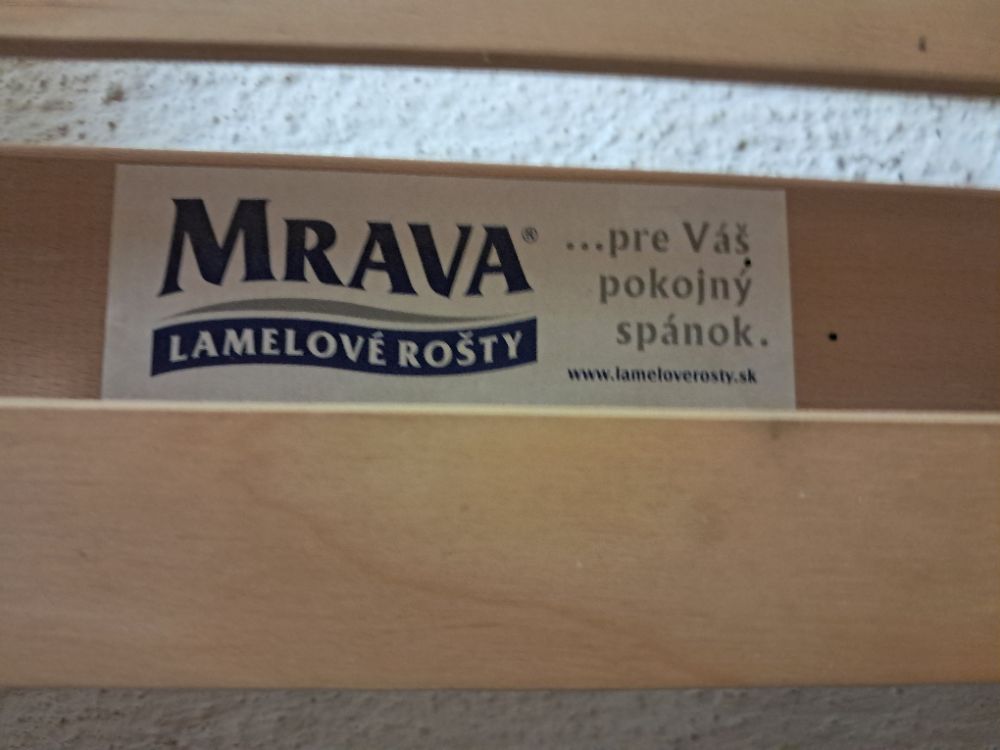 MRAVA®
LAMELOVÉ ROŠTY
...pre Váš
pokojný
spánok.
www.lameloverosty.sk